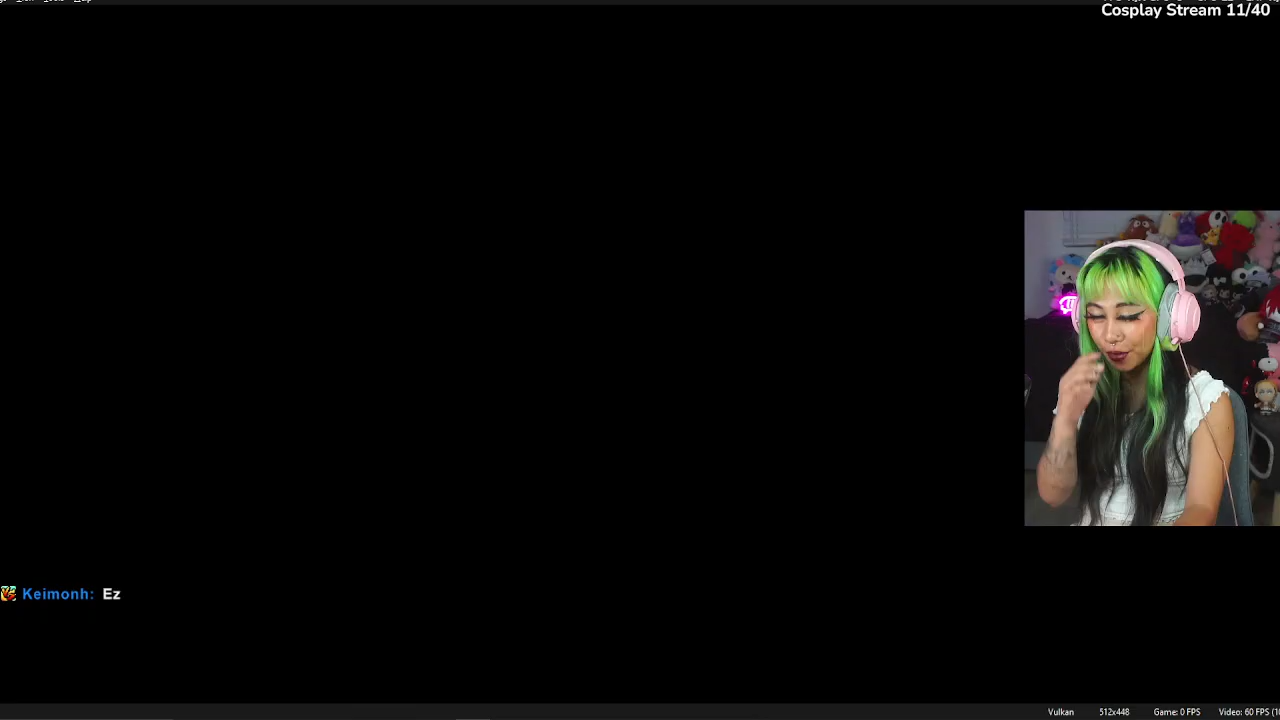 Cosplay Stream 11/40
Keimonh: Ez
Vulkan 512x448 Game: 0 FPS Video: 60 FPS